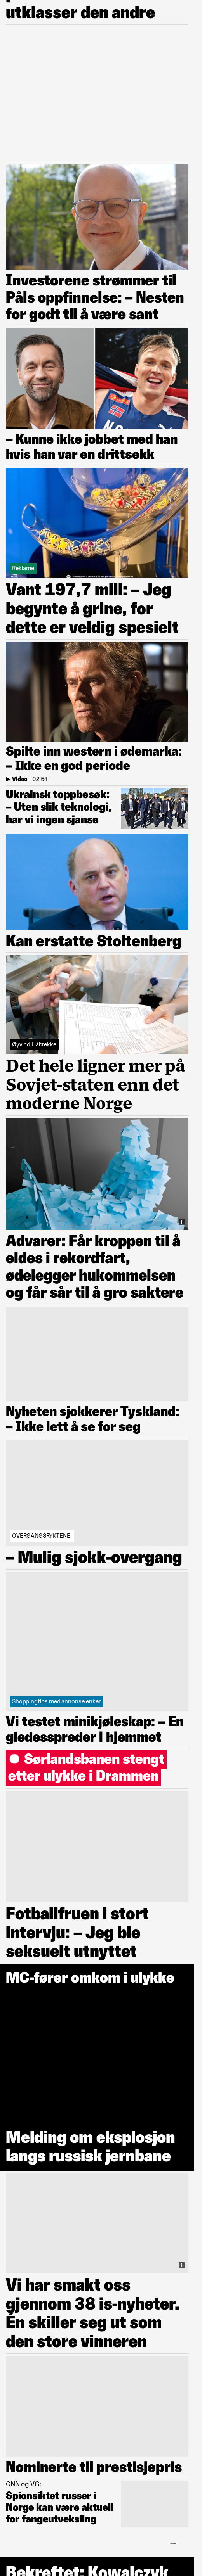 utklasser den andre
Investorene strømmer til
Påls oppfinnelse: – Nesten
for godt til å være sant
– Kunne ikke jobbet med han
hvis han var en drittsekk
Reklame
Vant 197,7 mill: – Jeg
begynte å grine, for
dette er veldig spesielt
Spilte inn western i ødemarka:
– Ikke en god periode
Video | 02:54
Ukrainsk toppbesøk:
– Uten slik teknologi,
har vi ingen sjanse
Kan erstatte Stoltenberg
Øyvind Håbrekke
Det hele ligner mer på
Sovjet-staten enn det
moderne Norge
Advarer: Får kroppen til å
eldes i rekordfart,
ødelegger hukommelsen
og får sår til å gro saktere
Nyheten sjokkerer Tyskland:
– Ikke lett å se for seg
OVERGANGSRYKTENE:
– Mulig sjokk-overgang
Shoppingtips med annonselenker
Vi testet minikjøleskap: – En
gledesspreder i hjemmet
Sørlandsbanen stengt
etter ulykke i Drammen
Fotballfruen i stort
intervju: – Jeg ble
seksuelt utnyttet
MC-fører omkom i ulykke
Melding om eksplosjon
langs russisk jernbane
Vi har smakt oss
gjennom 38 is-nyheter.
Én skiller seg ut som
den store vinneren
Nominerte til prestisjepris
CNN og VG:
Spionsiktet russer i
Norge kan være aktuell
for fangeutveksling
Bekreftet: Kowalczyk